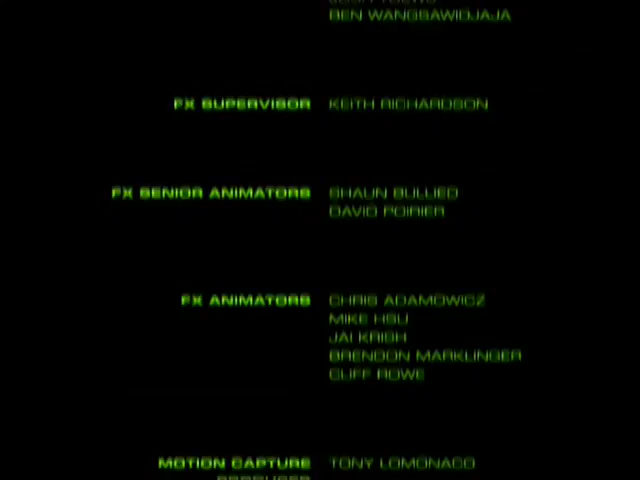 BEN WANGSAWIDJAJA
FX SUPERVISOR KEITH RICHARDSON
FX SENIOR ANIMATORS SHAUN BULLIED
DAVID POIRIER
FX ANIMATORS CHRIS ADAMOWICZ
MIKE HSU
JAI KRISH
BRENDON MARKLINGER
CLIFF ROWE
MOTION CAPTURE TONY LOMONACO